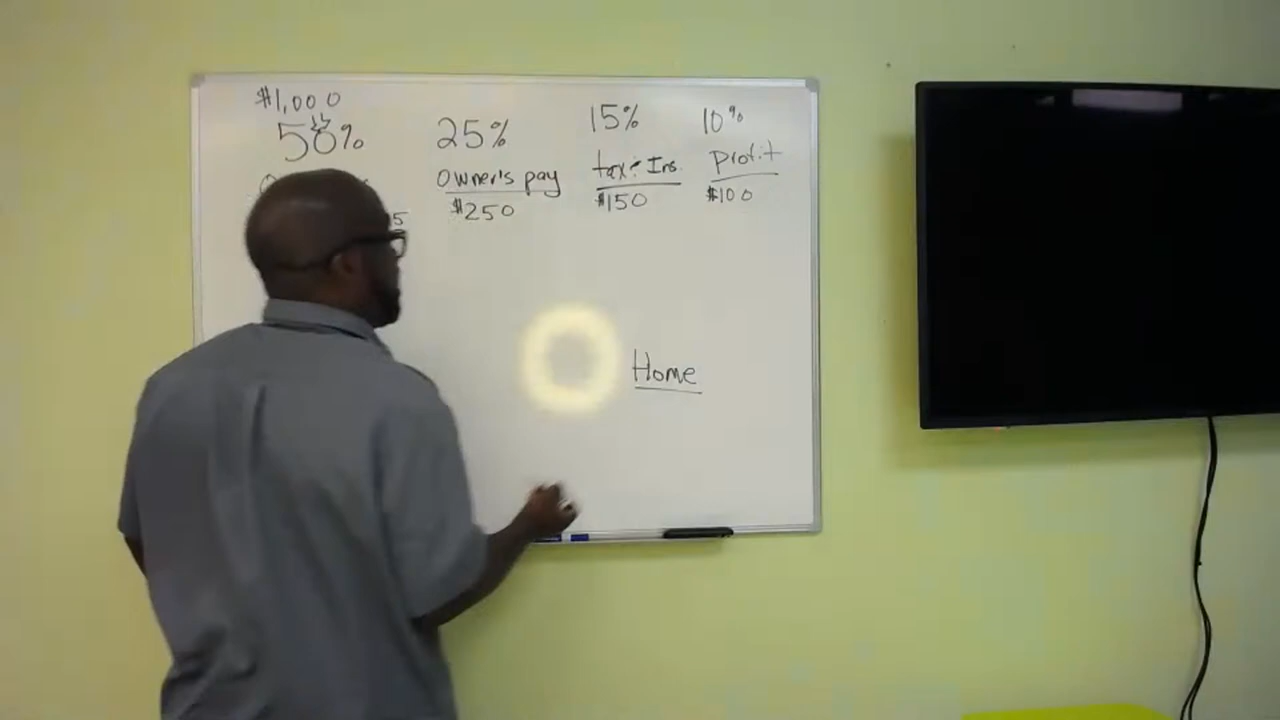 $1,000
50%
25%
15%
10%
Owner's pay
tax & Ins.
Profit
$250
$150
$100
Home